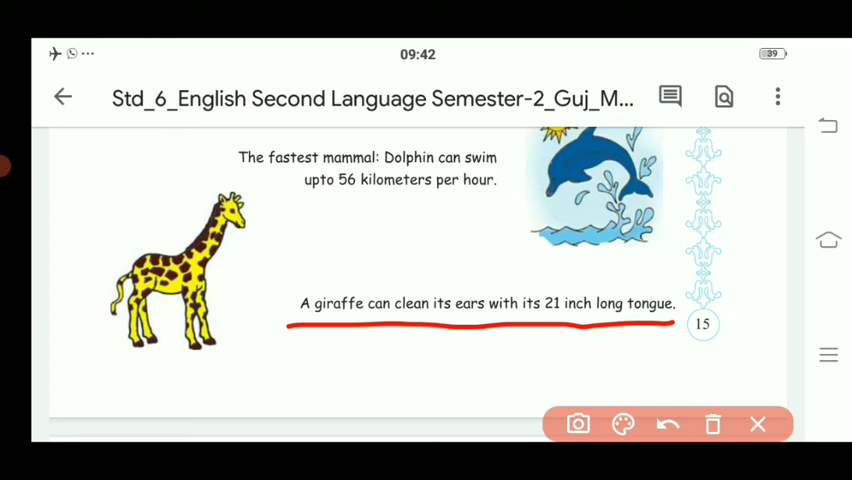 09:42
39
Std_6_English Second Language Semester-2_Guj_M...
The fastest mammal: Dolphin can swim
upto 56 kilometers per hour.
A giraffe can clean its ears with its 21 inch long tongue.
15